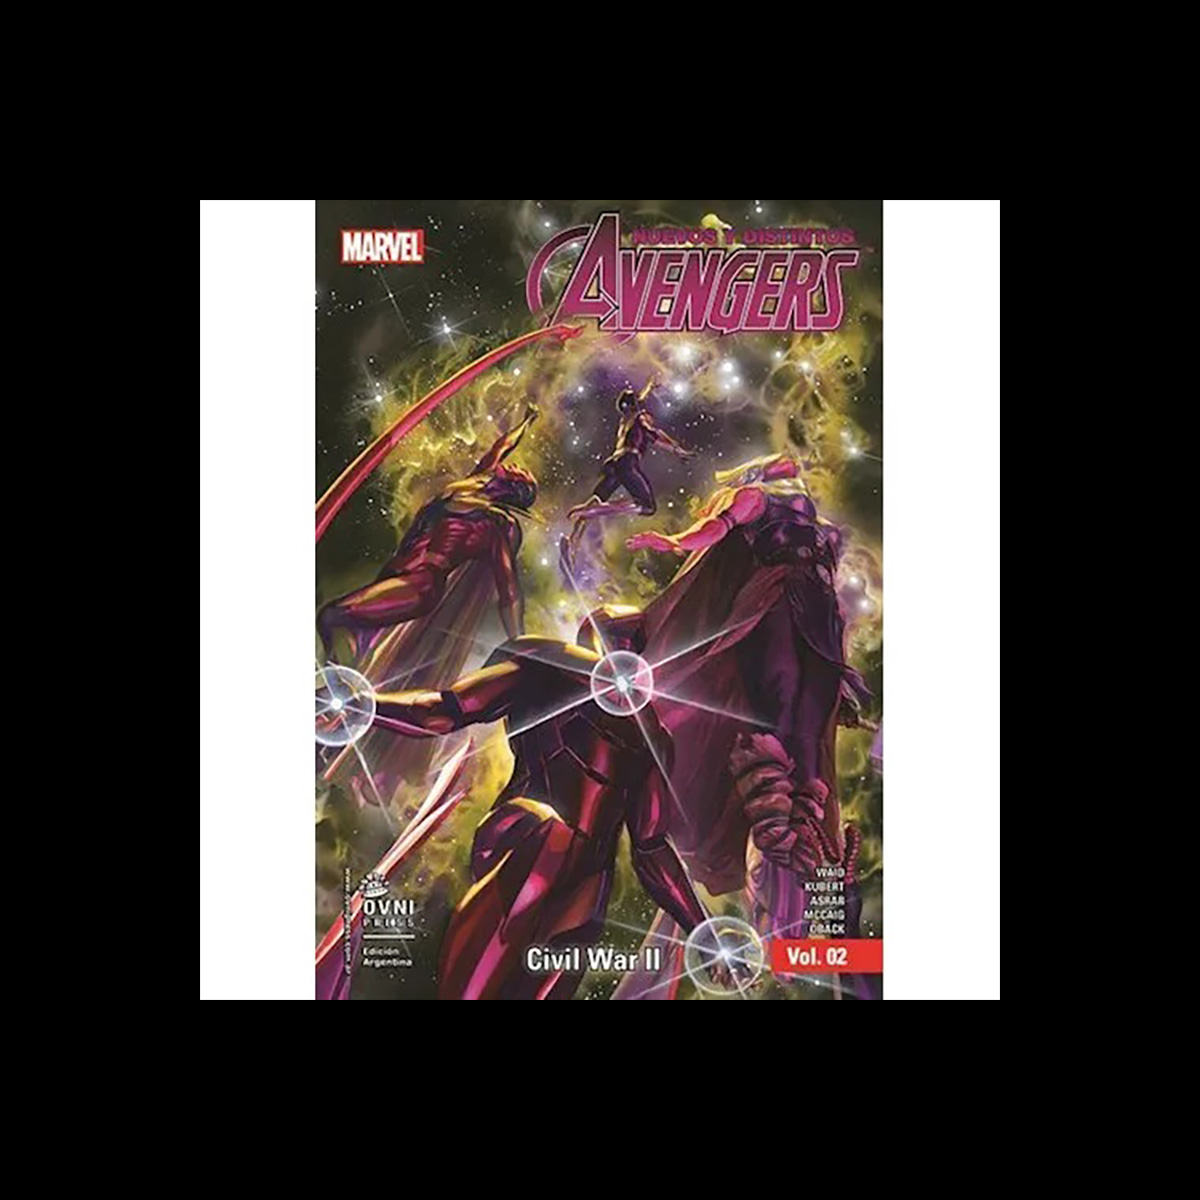 MARVEL
NUEVOS Y DISTINTOS
AVENGERS
WAID
KUBERT
ASRAR
MCCAIG
OBACK
OVNI
PRESS
Edición
Argentina
Civil War II
Vol. 02